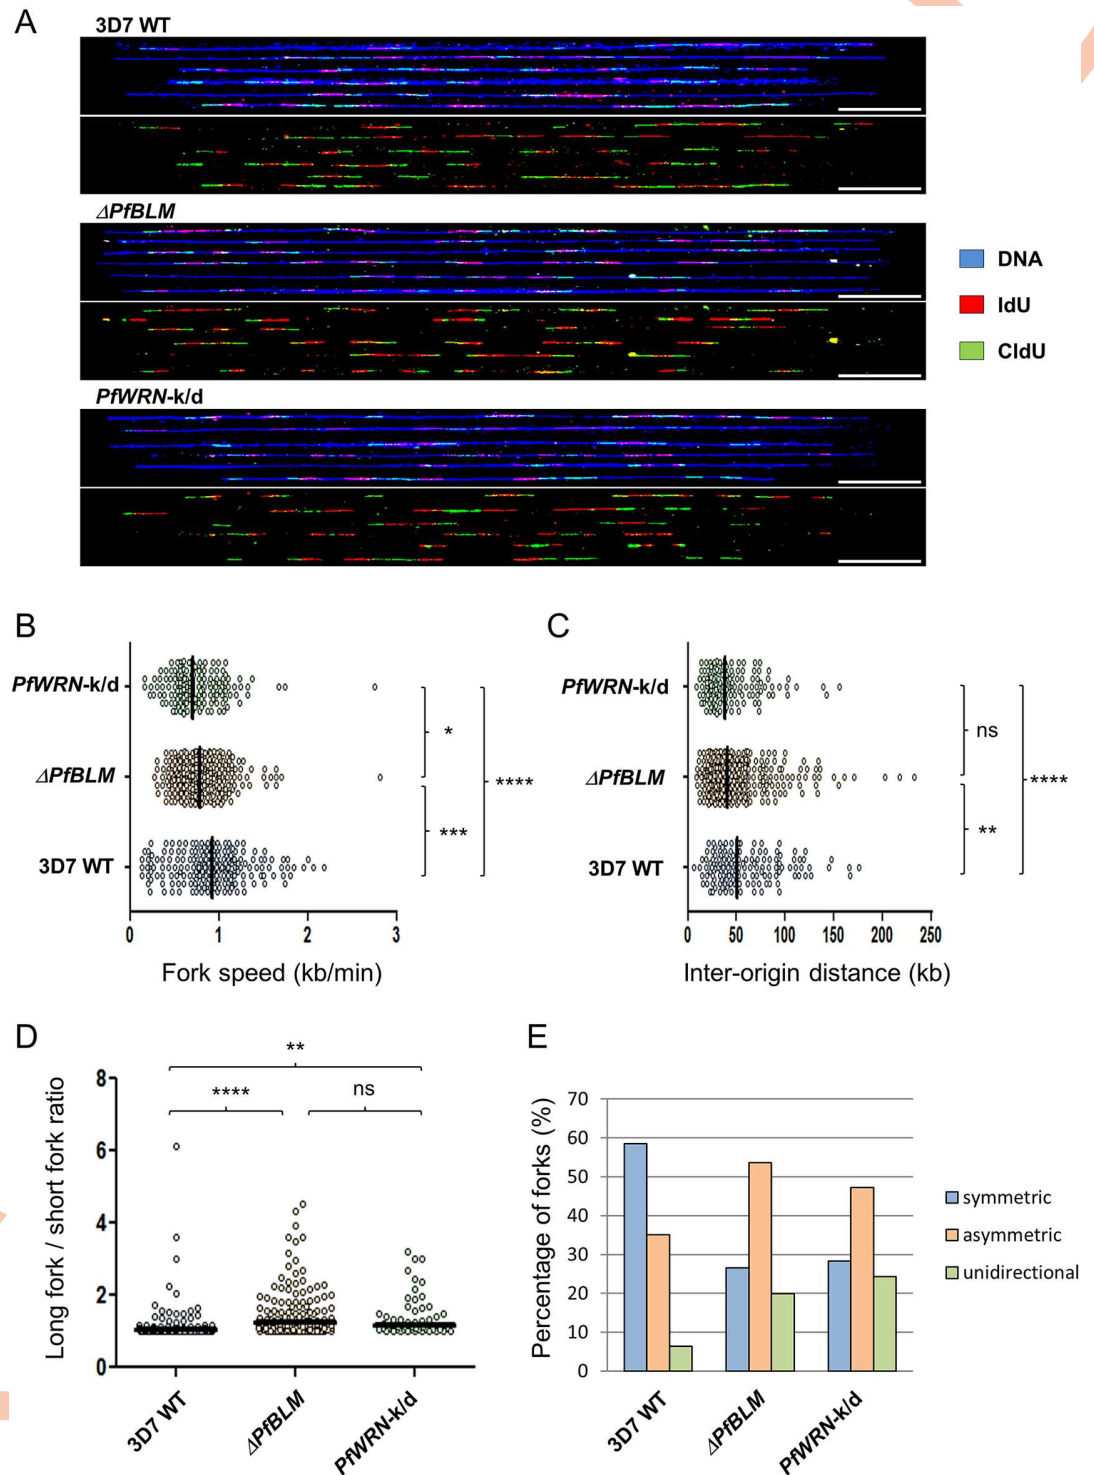 A
3D7 WT
ΔPfBLM
PfWRN-k/d
DNA
IdU
CldU
B
PfWRN-k/d
ΔPfBLM
3D7 WT
*
***
****
0 1 2 3
Fork speed (kb/min)
C
PfWRN-k/d
ΔPfBLM
3D7 WT
ns
**
****
0 50 100 150 200 250
Inter-origin distance (kb)
D
Long fork / short fork ratio
8
6
4
2
0
**
****
ns
3D7 WT
ΔPfBLM
PfWRN-k/d
E
Percentage of forks (%)
70
60
50
40
30
20
10
0
3D7 WT
ΔPfBLM
PfWRN-k/d
symmetric
asymmetric
unidirectional